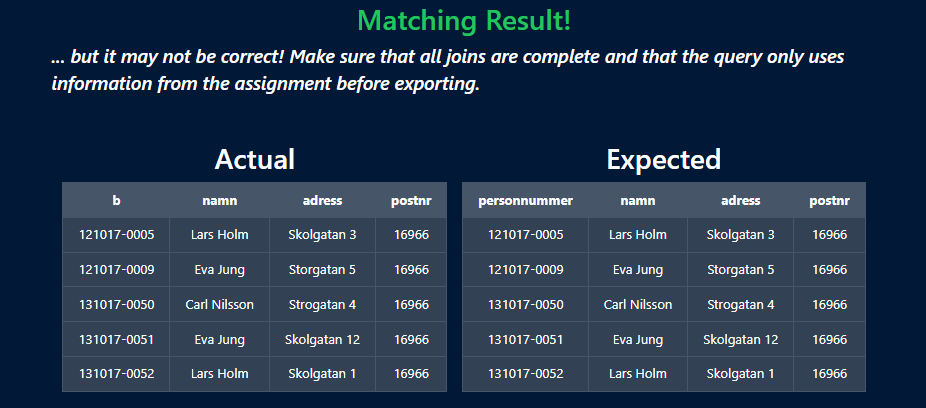 Matching Result!
... but it may not be correct! Make sure that all joins are complete and that the query only uses
information from the assignment before exporting.
Actual
b namn adress postnr
121017-0005 Lars Holm Skolgatan 3 16966
121017-0009 Eva Jung Storgatan 5 16966
131017-0050 Carl Nilsson Strogatan 4 16966
131017-0051 Eva Jung Skolgatan 12 16966
131017-0052 Lars Holm Skolgatan 1 16966
Expected
personnummer namn adress postnr
121017-0005 Lars Holm Skolgatan 3 16966
121017-0009 Eva Jung Storgatan 5 16966
131017-0050 Carl Nilsson Strogatan 4 16966
131017-0051 Eva Jung Skolgatan 12 16966
131017-0052 Lars Holm Skolgatan 1 16966